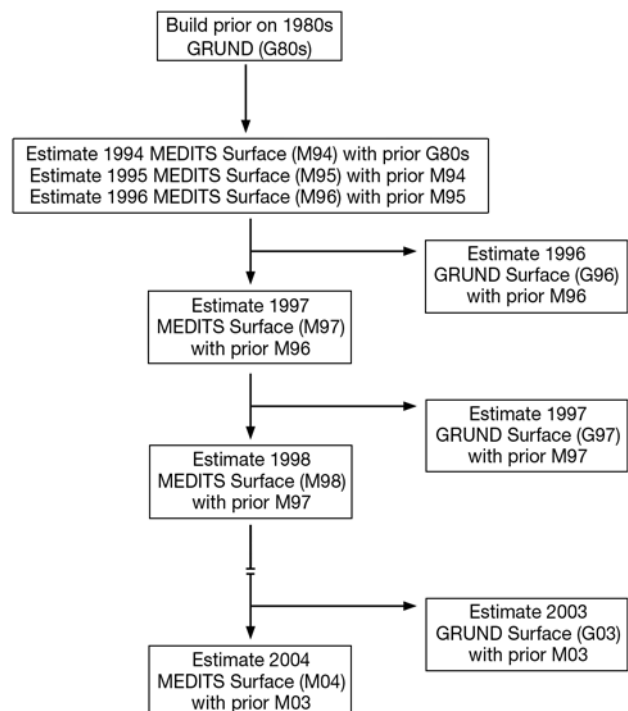 Build prior on 1980s
GRUND (G80s)
Estimate 1994 MEDITS Surface (M94) with prior G80s
Estimate 1995 MEDITS Surface (M95) with prior M94
Estimate 1996 MEDITS Surface (M96) with prior M95
Estimate 1996
GRUND Surface (G96)
with prior M96
Estimate 1997
MEDITS Surface (M97)
with prior M96
Estimate 1997
GRUND Surface (G97)
with prior M97
Estimate 1998
MEDITS Surface (M98)
with prior M97
Estimate 2003
GRUND Surface (G03)
with prior M03
Estimate 2004
MEDITS Surface (M04)
with prior M03